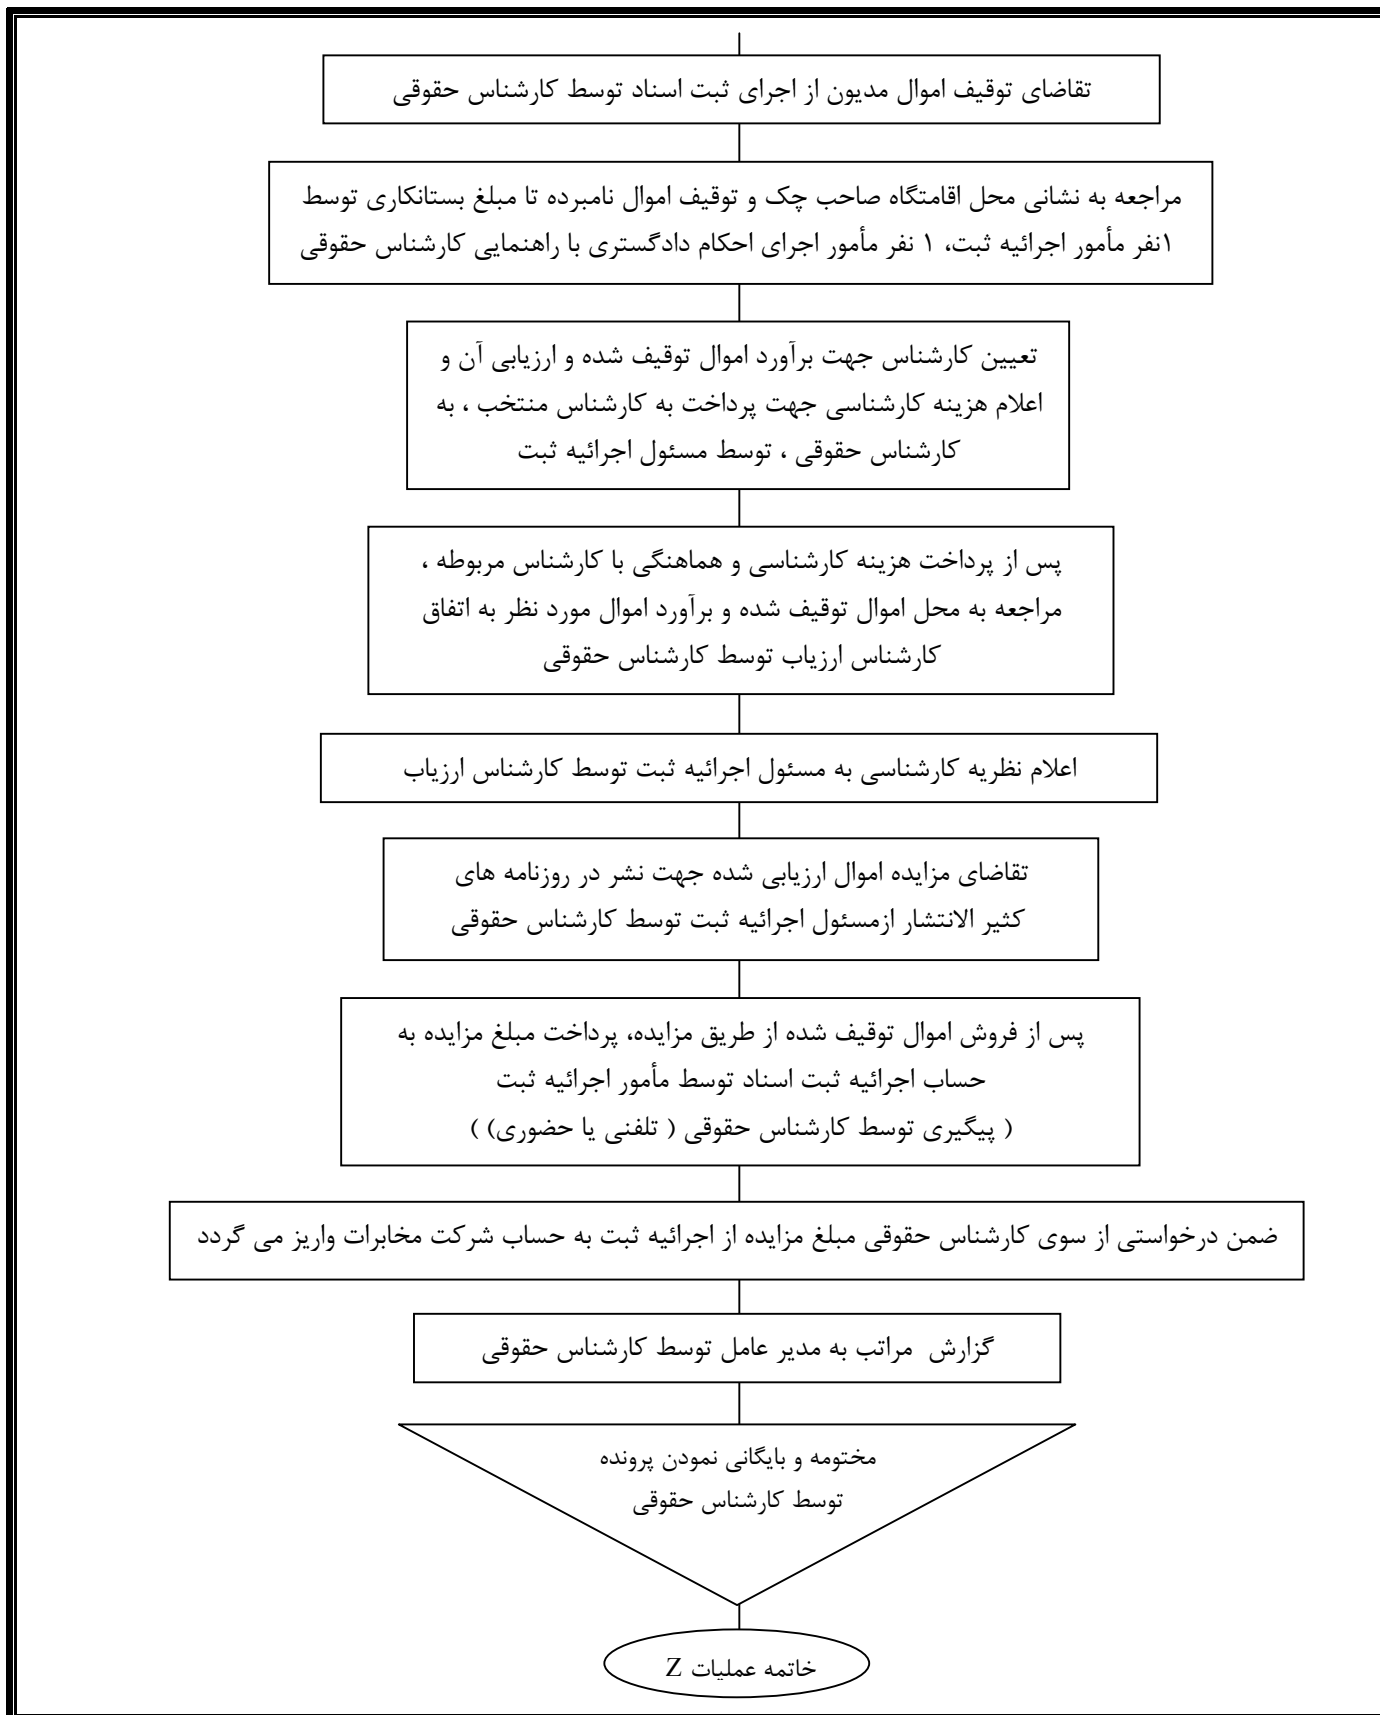 تقاضای توقیف اموال مدیون از اجرای ثبت اسناد توسط کارشناس حقوقی
مراجعه به نشانی محل اقامتگاه صاحب چک و توقیف اموال نامبرده تا مبلغ بستانکاری توسط
۱نفر مأمور اجرائیه ثبت، ۱ نفر مأمور اجرای احکام دادگستری با راهنمایی کارشناس حقوقی
تعیین کارشناس جهت برآورد اموال توقیف شده و ارزیابی آن و
اعلام هزینه کارشناسی جهت پرداخت به کارشناس منتخب ، به
کارشناس حقوقی ، توسط مسئول اجرائیه ثبت
پس از پرداخت هزینه کارشناسی و هماهنگی با کارشناس مربوطه ،
مراجعه به محل اموال توقیف شده و برآورد اموال مورد نظر به اتفاق
کارشناس ارزیاب توسط کارشناس حقوقی
اعلام نظریه کارشناسی به مسئول اجرائیه ثبت توسط کارشناس ارزیاب
تقاضای مزایده اموال ارزیابی شده جهت نشر در روزنامه های
کثیر الانتشار ازمسئول اجرائیه ثبت توسط کارشناس حقوقی
پس از فروش اموال توقیف شده از طریق مزایده، پرداخت مبلغ مزایده به
حساب اجرائیه ثبت اسناد توسط مأمور اجرائیه ثبت
( پیگیری توسط کارشناس حقوقی ( تلفنی یا حضوری) )
ضمن درخواستی از سوی کارشناس حقوقی مبلغ مزایده از اجرائیه ثبت به حساب شرکت مخابرات واریز می گردد
گزارش مراتب به مدیر عامل توسط کارشناس حقوقی
مختومه و بایگانی نمودن پرونده
توسط کارشناس حقوقی
خاتمه عملیات Z